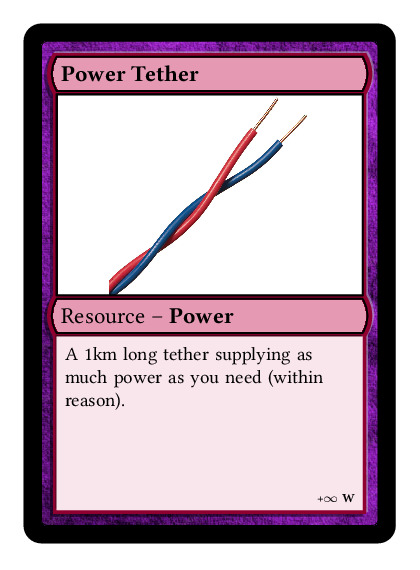 Power Tether
Resource – Power
A 1km long tether supplying as
much power as you need (within
reason).
+∞ W